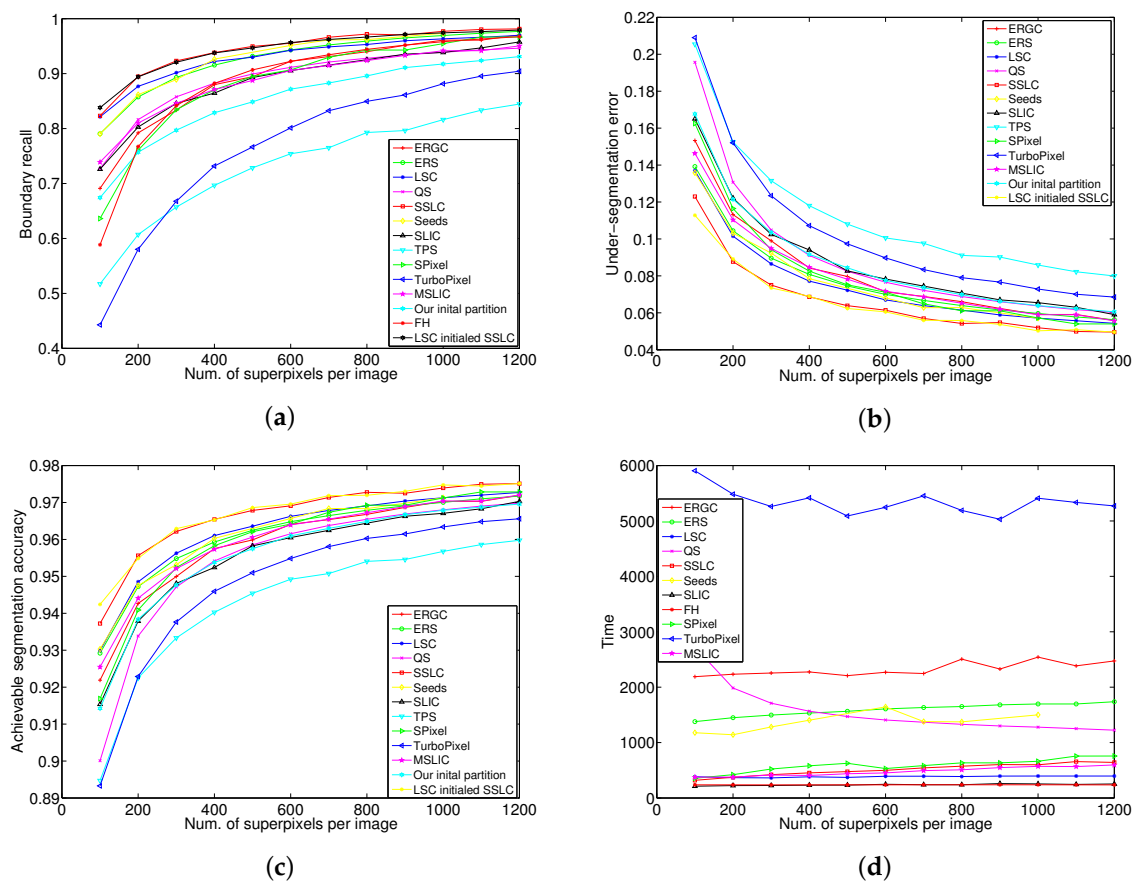 1
0.9
0.8
0.7
0.6
0.5
0.4
Boundary recall
0 200 400 600 800 1000 1200
Num. of superpixels per image
ERGC
ERS
LSC
QS
SSLC
Seeds
SLIC
TPS
SPixel
TurboPixel
MSLIC
Our inital partition
FH
LSC initialed SSLC
(a)
0.22
0.2
0.18
0.16
0.14
0.12
0.1
0.08
0.06
0.04
Under-segmentation error
0 200 400 600 800 1000 1200
Num. of superpixels per image
ERGC
ERS
LSC
QS
SSLC
Seeds
SLIC
TPS
SPixel
TurboPixel
MSLIC
Our inital partition
LSC initialed SSLC
(b)
0.98
0.97
0.96
0.95
0.94
0.93
0.92
0.91
0.9
0.89
Achievable segmentation accuracy
0 200 400 600 800 1000 1200
Num. of superpixels per image
ERGC
ERS
LSC
QS
SSLC
Seeds
SLIC
TPS
SPixel
TurboPixel
MSLIC
Our inital partition
LSC initialed SSLC
(c)
6000
5000
4000
3000
2000
1000
0
Time
0 200 400 600 800 1000 1200
Num. of superpixels per image
ERGC
ERS
LSC
QS
SSLC
Seeds
SLIC
FH
SPixel
TurboPixel
MSLIC
(d)